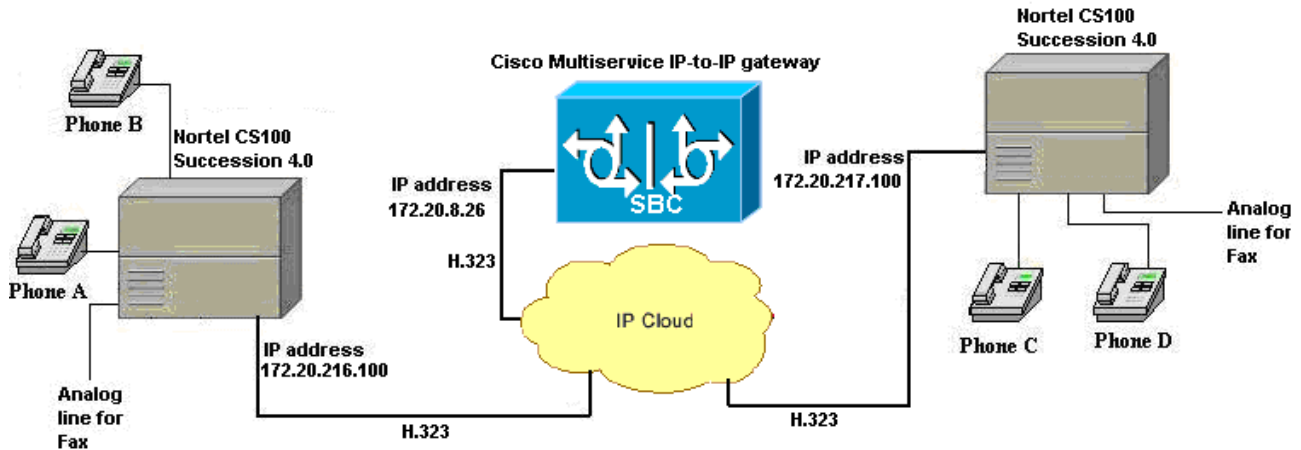 Nortel CS100
Succession 4.0
Cisco Multiservice IP-to-IP gateway
Phone B
Nortel CS100
Succession 4.0
IP address
172.20.8.26
SBC
IP address
172.20.217.100
Analog
line for
Fax
H.323
Phone A
IP Cloud
Phone C
Phone D
IP address
172.20.216.100
Analog
line for
Fax
H.323
H.323